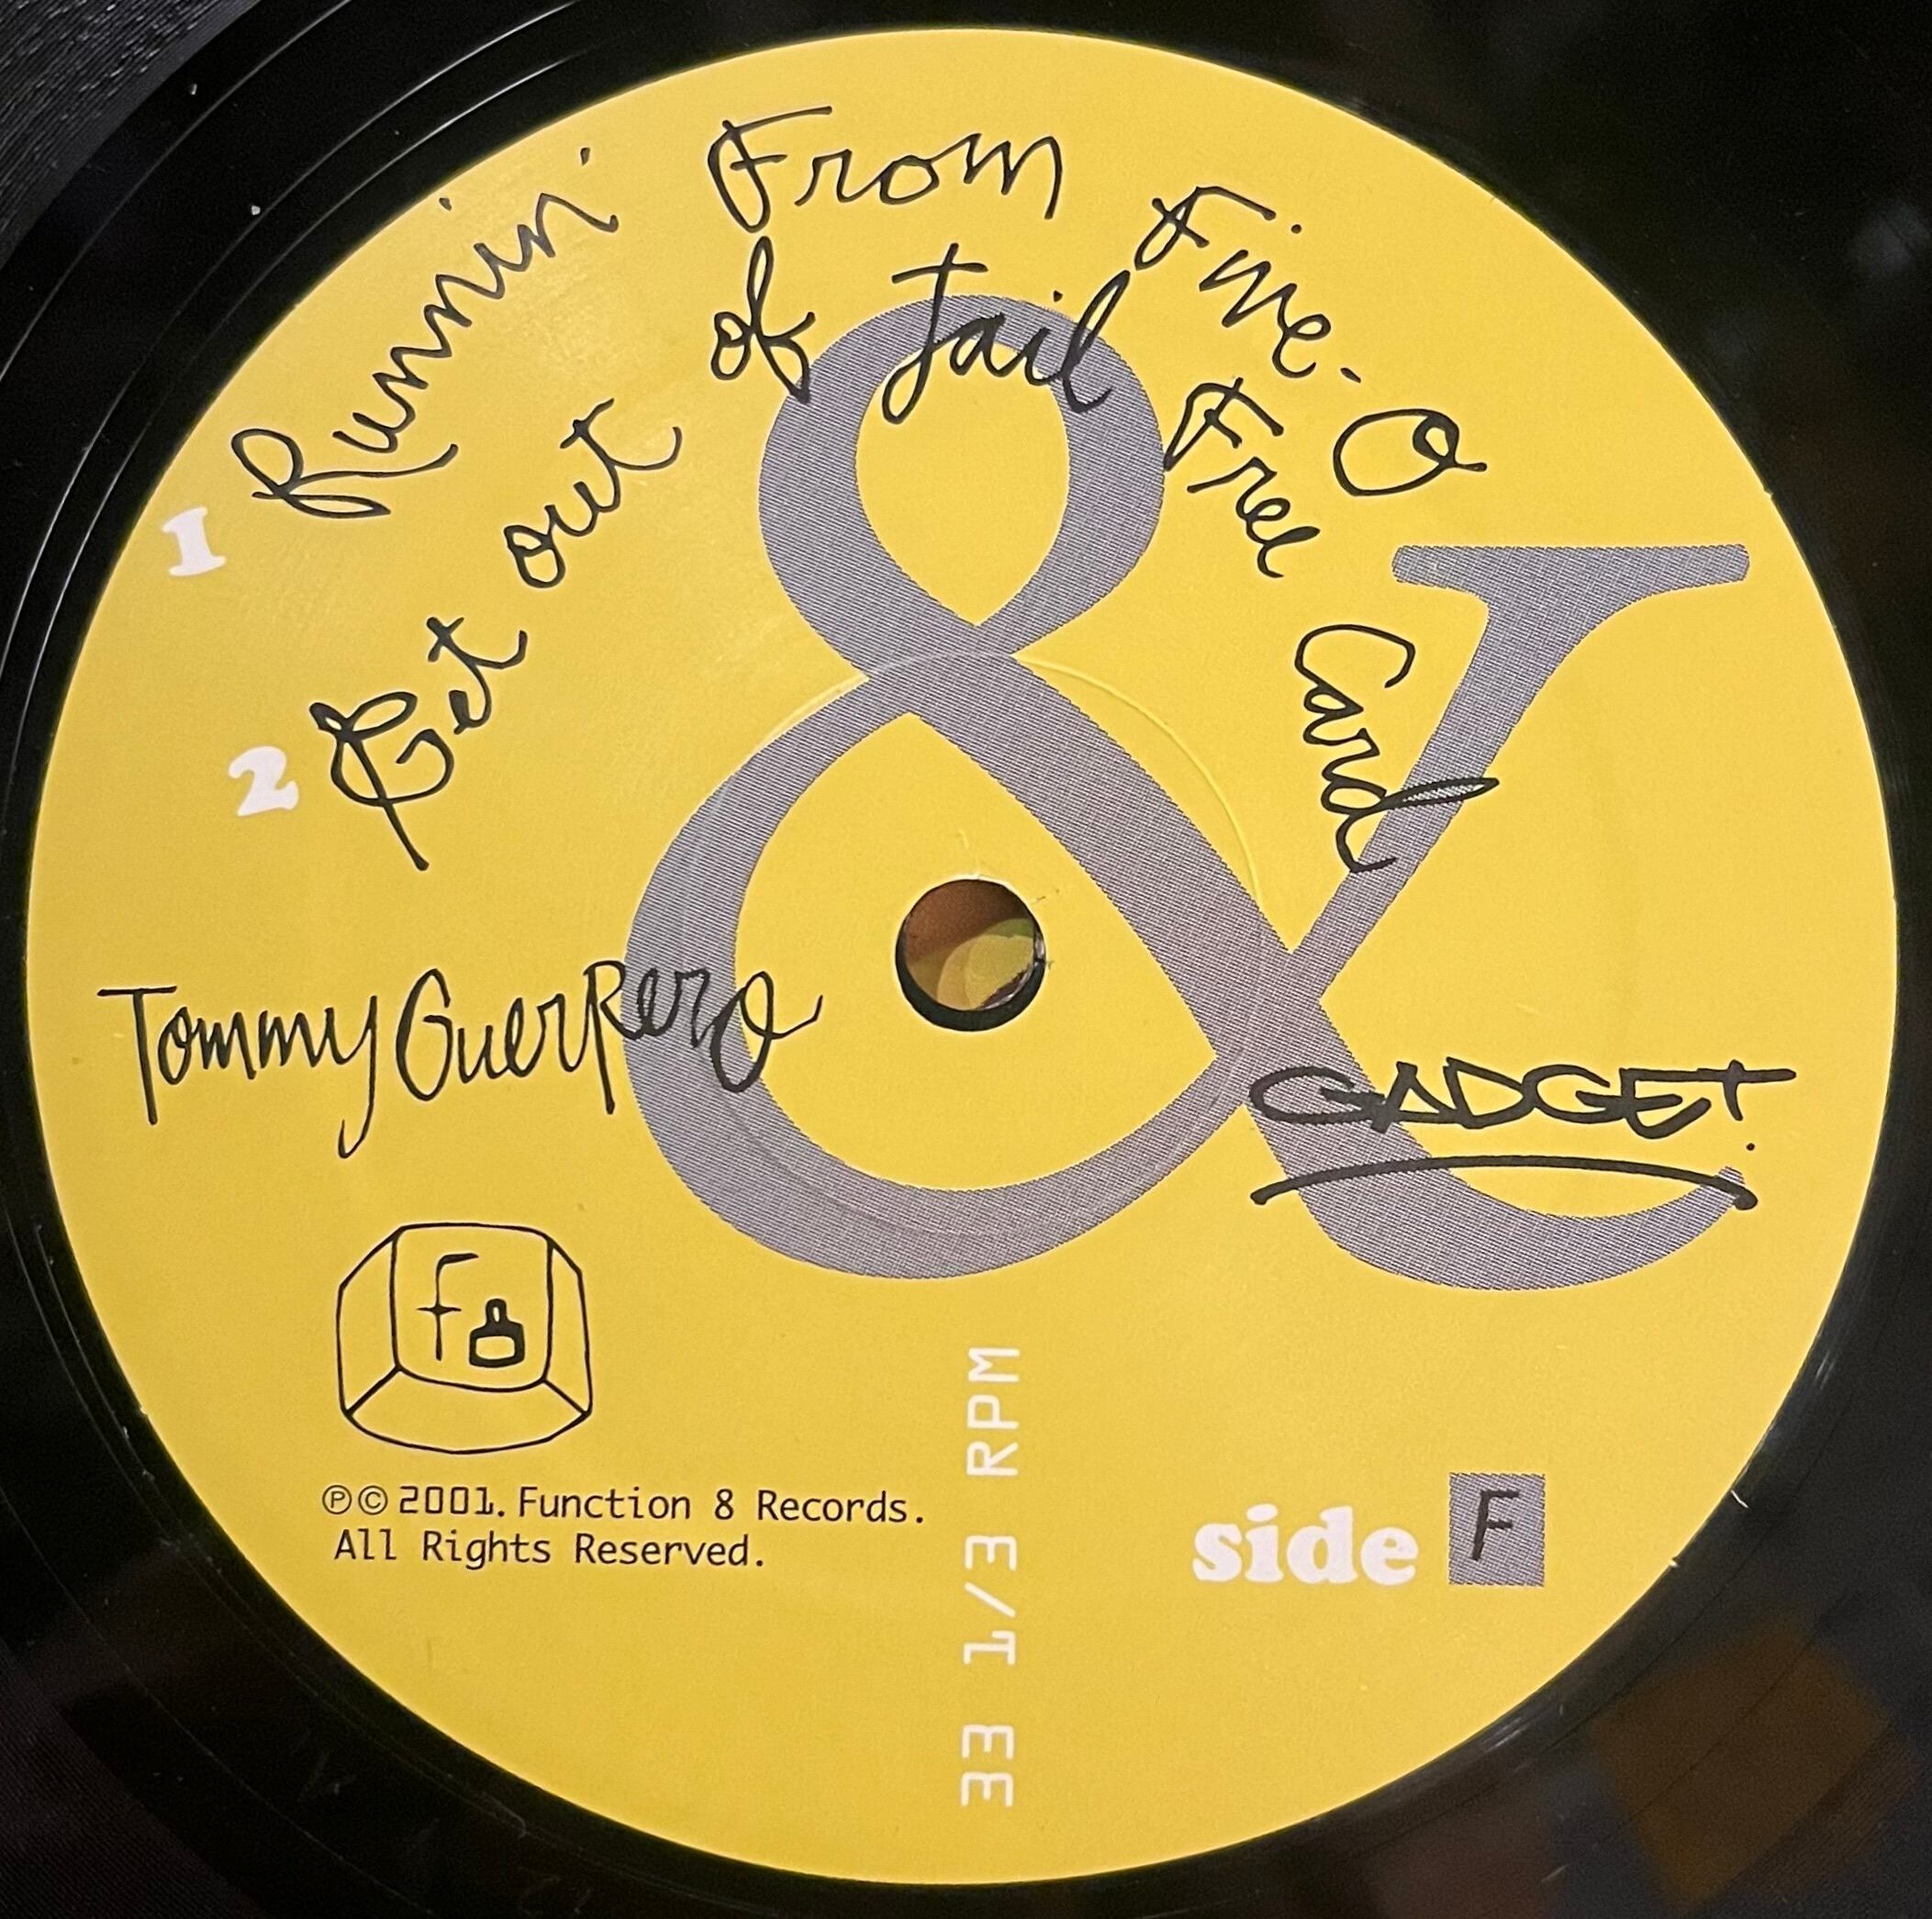 1 Runnin' From Five-O
2 Get out of Jail Free Card
Tommy Guerrero
&
GADGET.
f8
℗© 2001. Function 8 Records.
All Rights Reserved.
33 1/3 RPM
side F